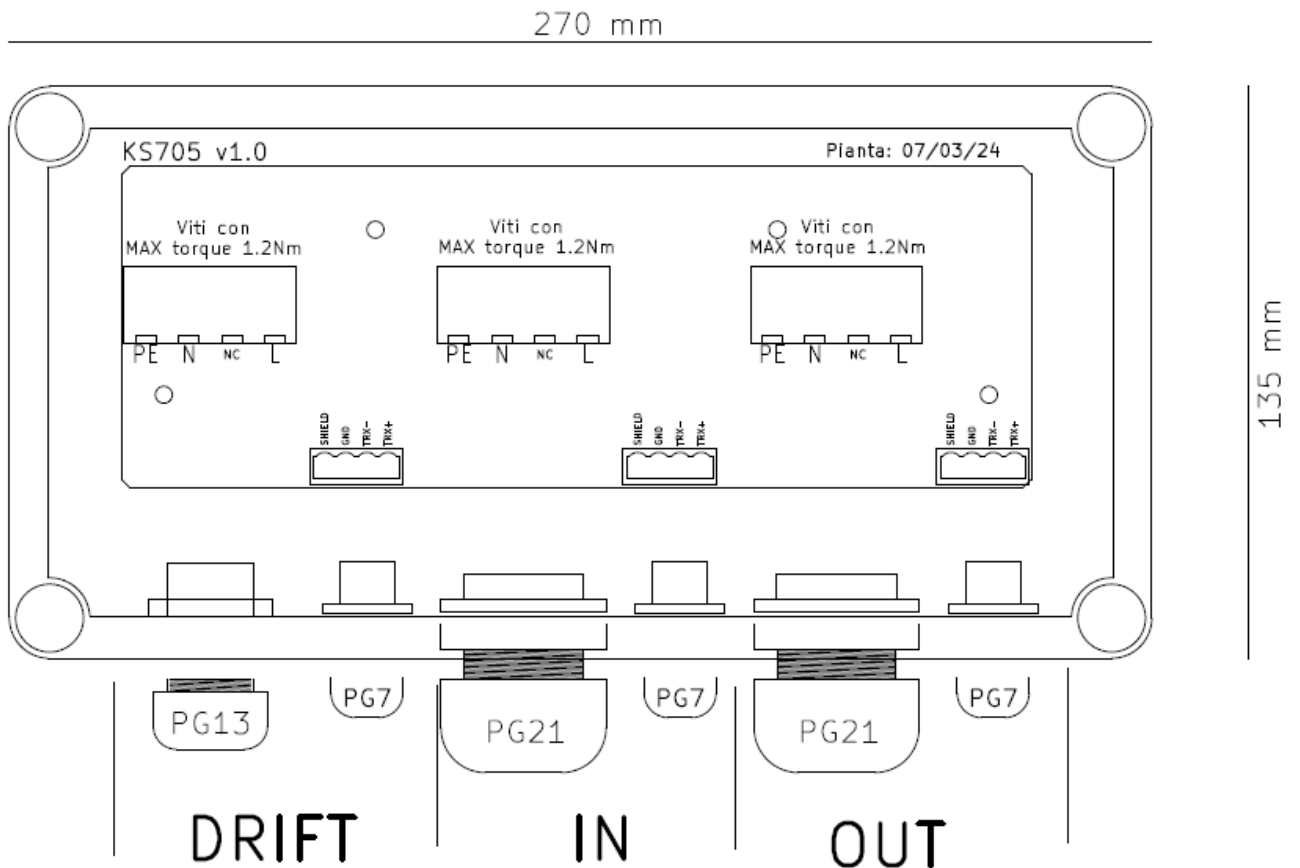 270 mm
KS705 v1.0
Pianta: 07/03/24
Viti con
MAX torque 1.2Nm
Viti con
MAX torque 1.2Nm
Viti con
MAX torque 1.2Nm
PE N NC L
PE N NC L
PE N NC L
135 mm
SHIELD
GND
TRX-
TRX+
SHIELD
GND
TRX-
TRX+
SHIELD
GND
TRX-
TRX+
PG13
PG7
PG21
PG7
PG21
PG7
DRIFT
IN
OUT